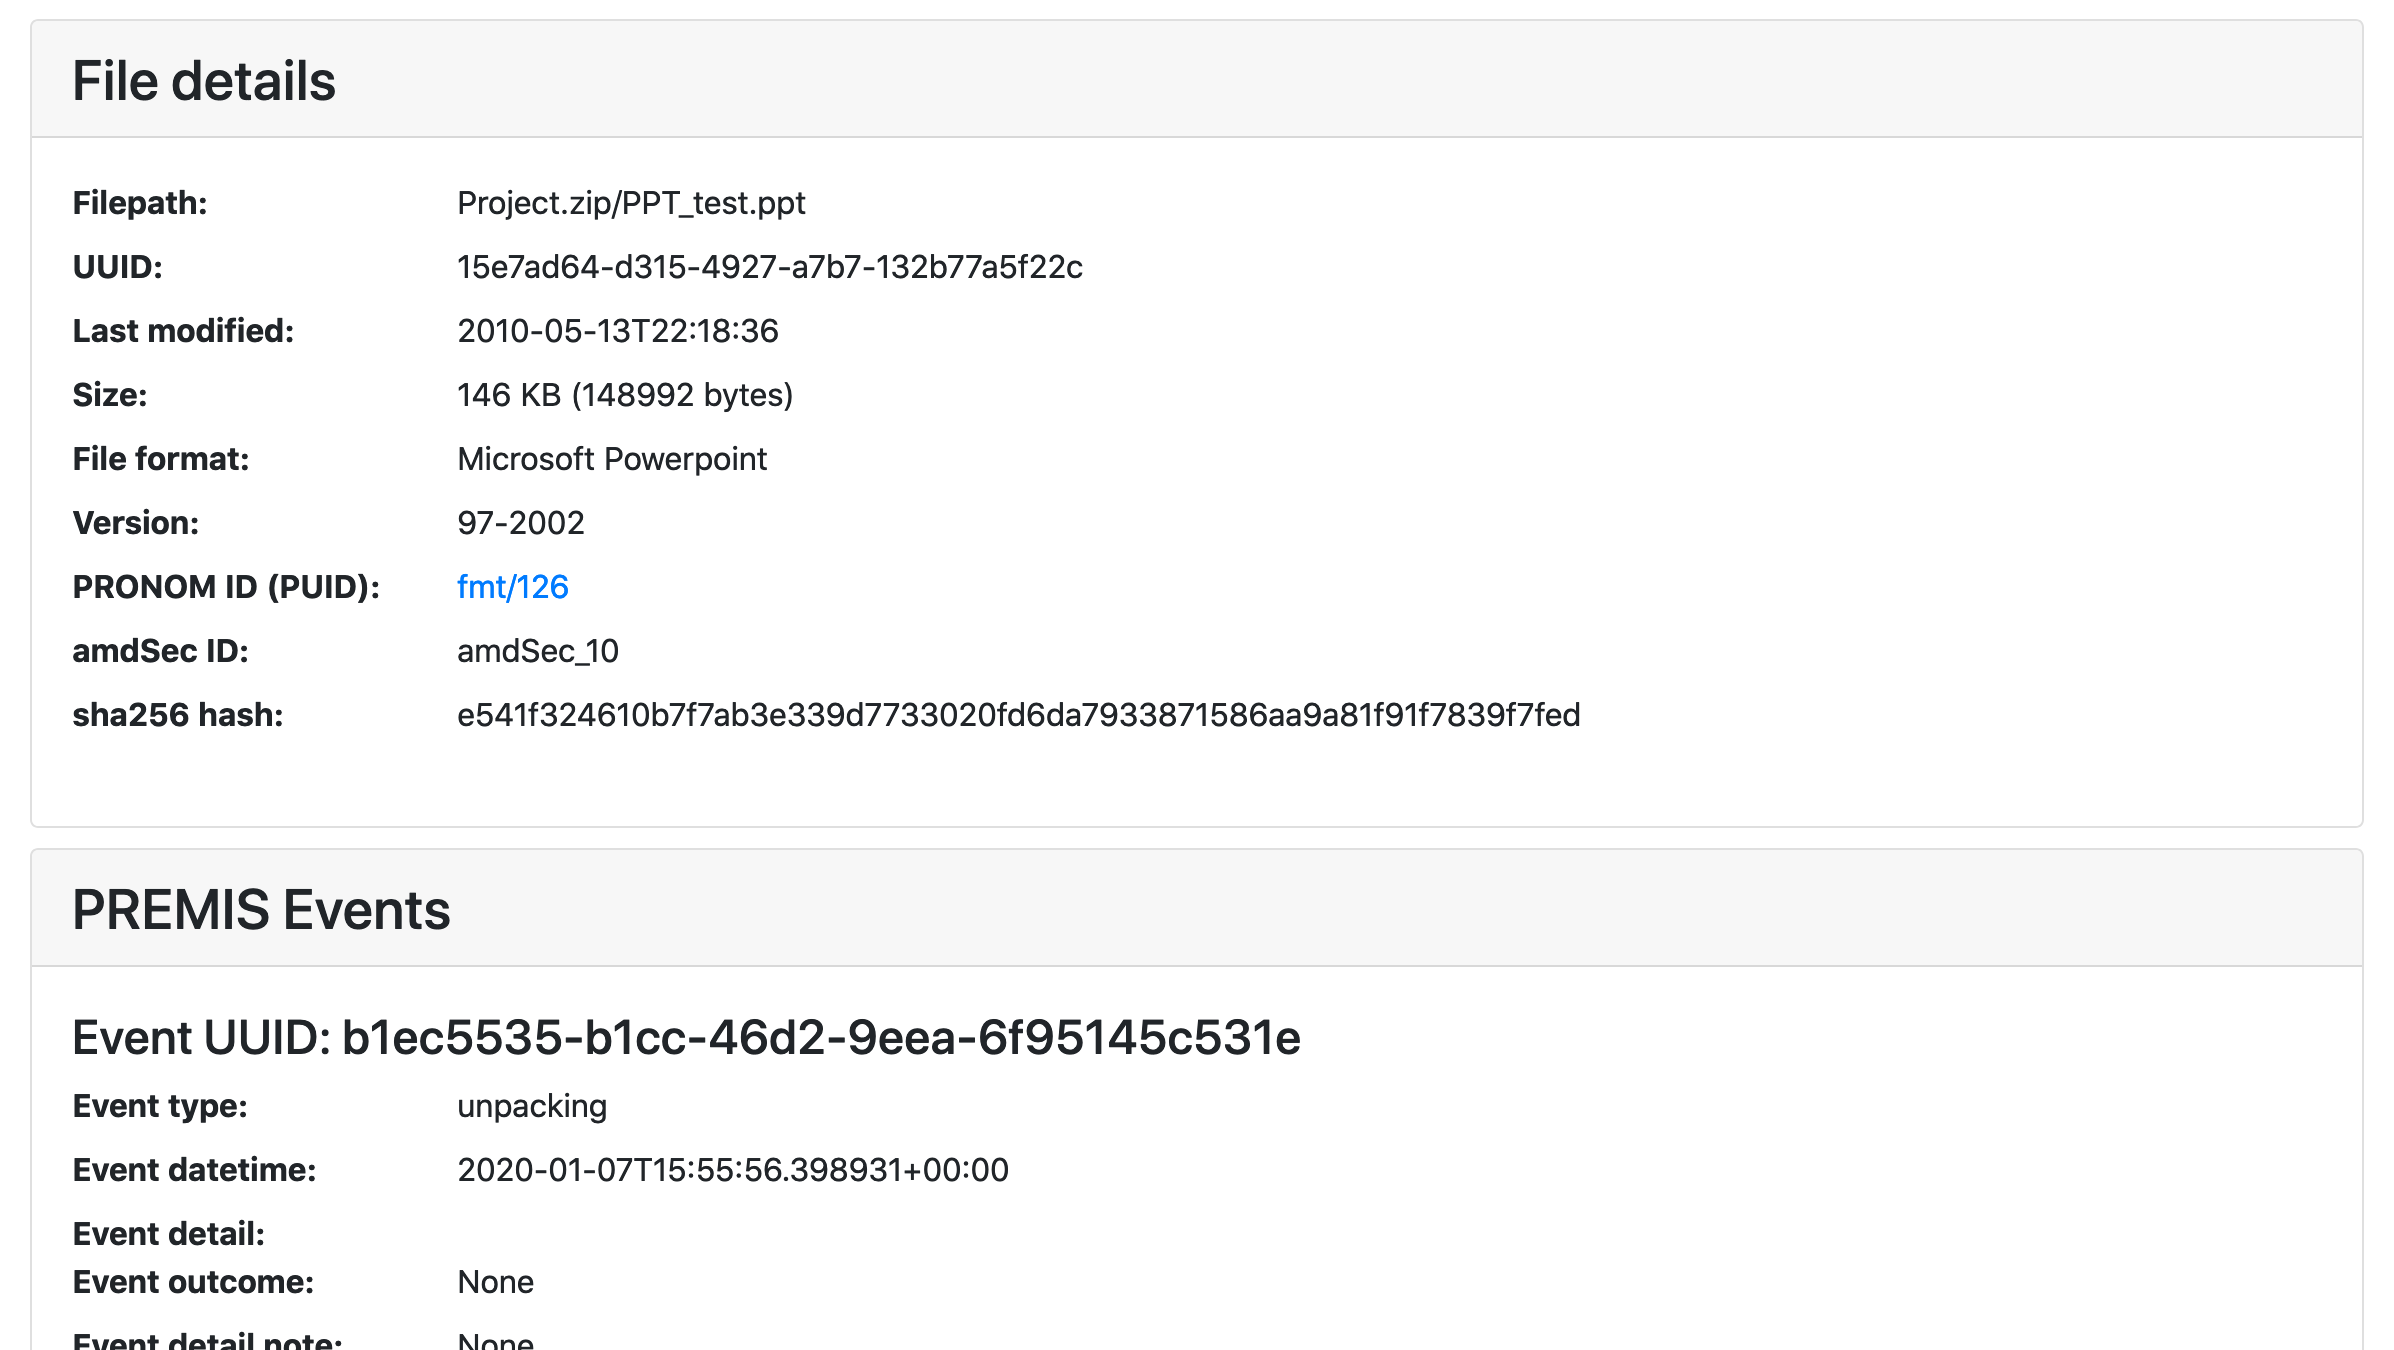 File details
Filepath: Project.zip/PPT_test.ppt
UUID: 15e7ad64-d315-4927-a7b7-132b77a5f22c
Last modified: 2010-05-13T22:18:36
Size: 146 KB (148992 bytes)
File format: Microsoft Powerpoint
Version: 97-2002
PRONOM ID (PUID): fmt/126
amdSec ID: amdSec_10
sha256 hash: e541f324610b7f7ab3e339d7733020fd6da7933871586aa9a81f91f7839f7fed
PREMIS Events
Event UUID: b1ec5535-b1cc-46d2-9eea-6f95145c531e
Event type: unpacking
Event datetime: 2020-01-07T15:55:56.398931+00:00
Event detail:
Event outcome: None
Event detail note: None